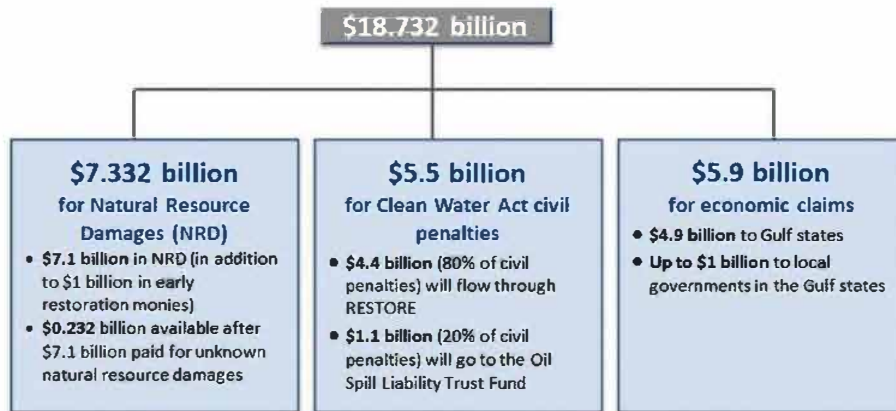 $18.732 billion
$7.332 billion
for Natural Resource
Damages (NRD)
• $7.1 billion in NRD (in addition
to $1 billion in early
restoration monies)
• $0.232 billion available after
$7.1 billion paid for unknown
natural resource damages
$5.5 billion
for Clean Water Act civil
penalties
• $4.4 billion (80% of civil
penalties) will flow through
RESTORE
• $1.1 billion (20% of civil
penalties) will go to the Oil
Spill Liability Trust Fund
$5.9 billion
for economic claims
• $4.9 billion to Gulf states
• Up to $1 billion to local
governments in the Gulf states